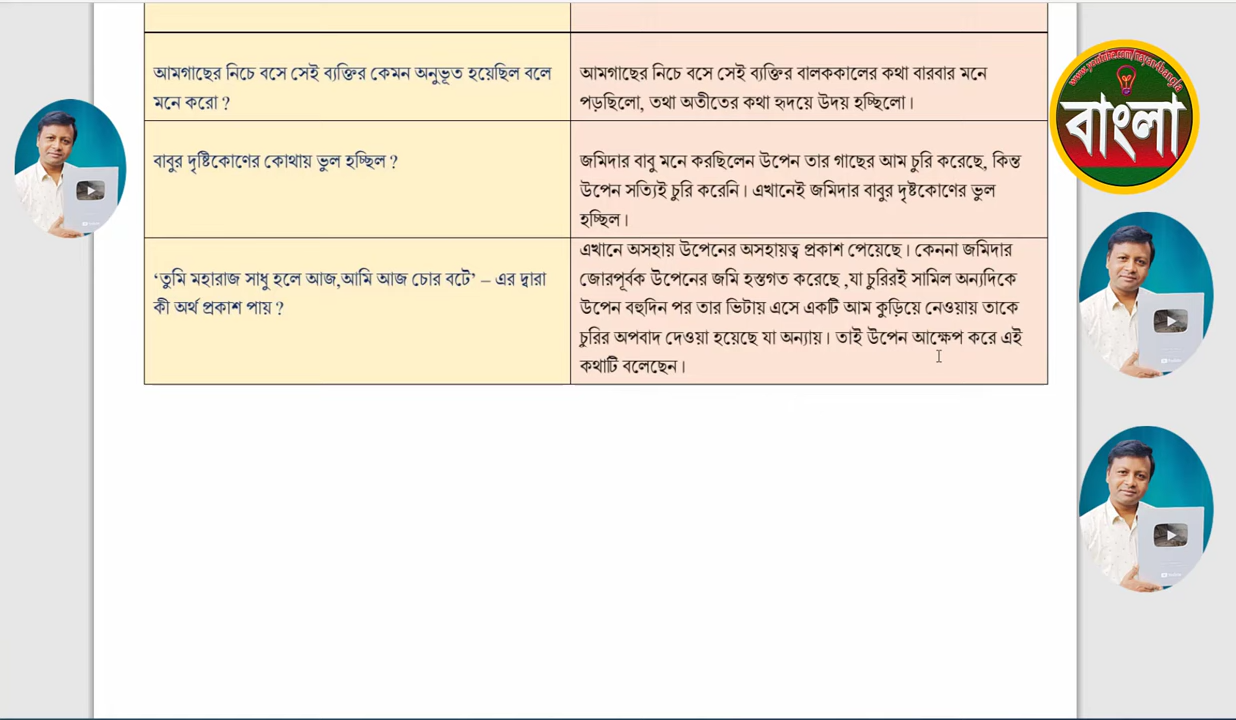 আমগাছের নিচে বসে সেই ব্যক্তির কেমন অনুভূত হয়েছিল বলে
মনে করো ?
আমগাছের নিচে বসে সেই ব্যক্তির বালককালের কথা বারবার মনে
পড়ছিলো, তথা অতীতের কথা হৃদয়ে উদয় হচ্ছিলো।
বাবুর দৃষ্টিকোণের কোথায় ভুল হচ্ছিল ?
জমিদার বাবু মনে করছিলেন উপেন তার গাছের আম চুরি করেছে, কিন্ত
উপেন সত্যিই চুরি করেনি। এখানেই জমিদার বাবুর দৃষ্টকোণের ভুল
হচ্ছিল।
‘তুমি মহারাজ সাধু হলে আজ,আমি আজ চোর বটে’ – এর দ্বারা
কী অর্থ প্রকাশ পায় ?
এখানে অসহায় উপেনের অসহায়ত্ব প্রকাশ পেয়েছে। কেননা জমিদার
জোরপূর্বক উপেনের জমি হস্তগত করেছে ,যা চুরিরই সামিল অন্যদিকে
উপেন বহুদিন পর তার ভিটায় এসে একটি আম কুড়িয়ে নেওয়ায় তাকে
চুরির অপবাদ দেওয়া হয়েছে যা অন্যায়। তাই উপেন আক্ষেপ করে এই
কথাটি বলেছেন।
বাংলা